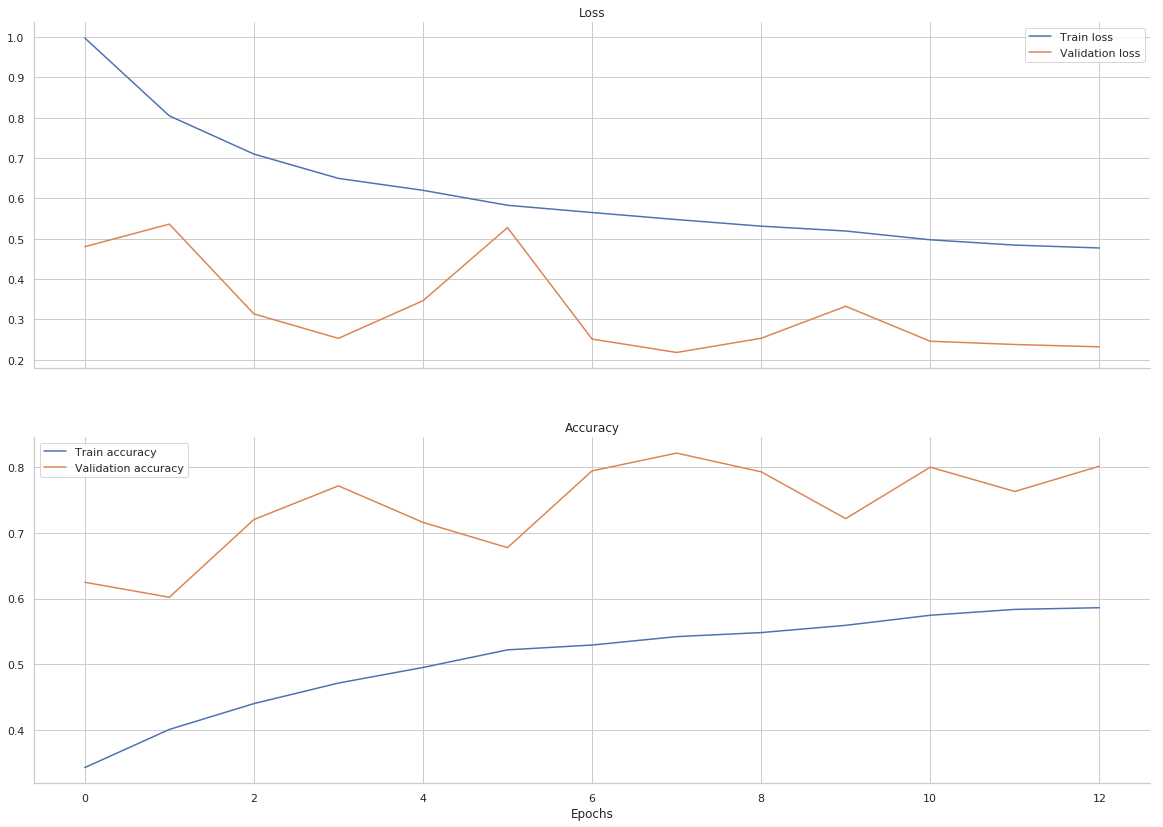 Loss
1.0
0.9
0.8
0.7
0.6
0.5
0.4
0.3
0.2
Train loss
Validation loss
Accuracy
Train accuracy
Validation accuracy
0.8
0.7
0.6
0.5
0.4
0 2 4 6 8 10 12
Epochs